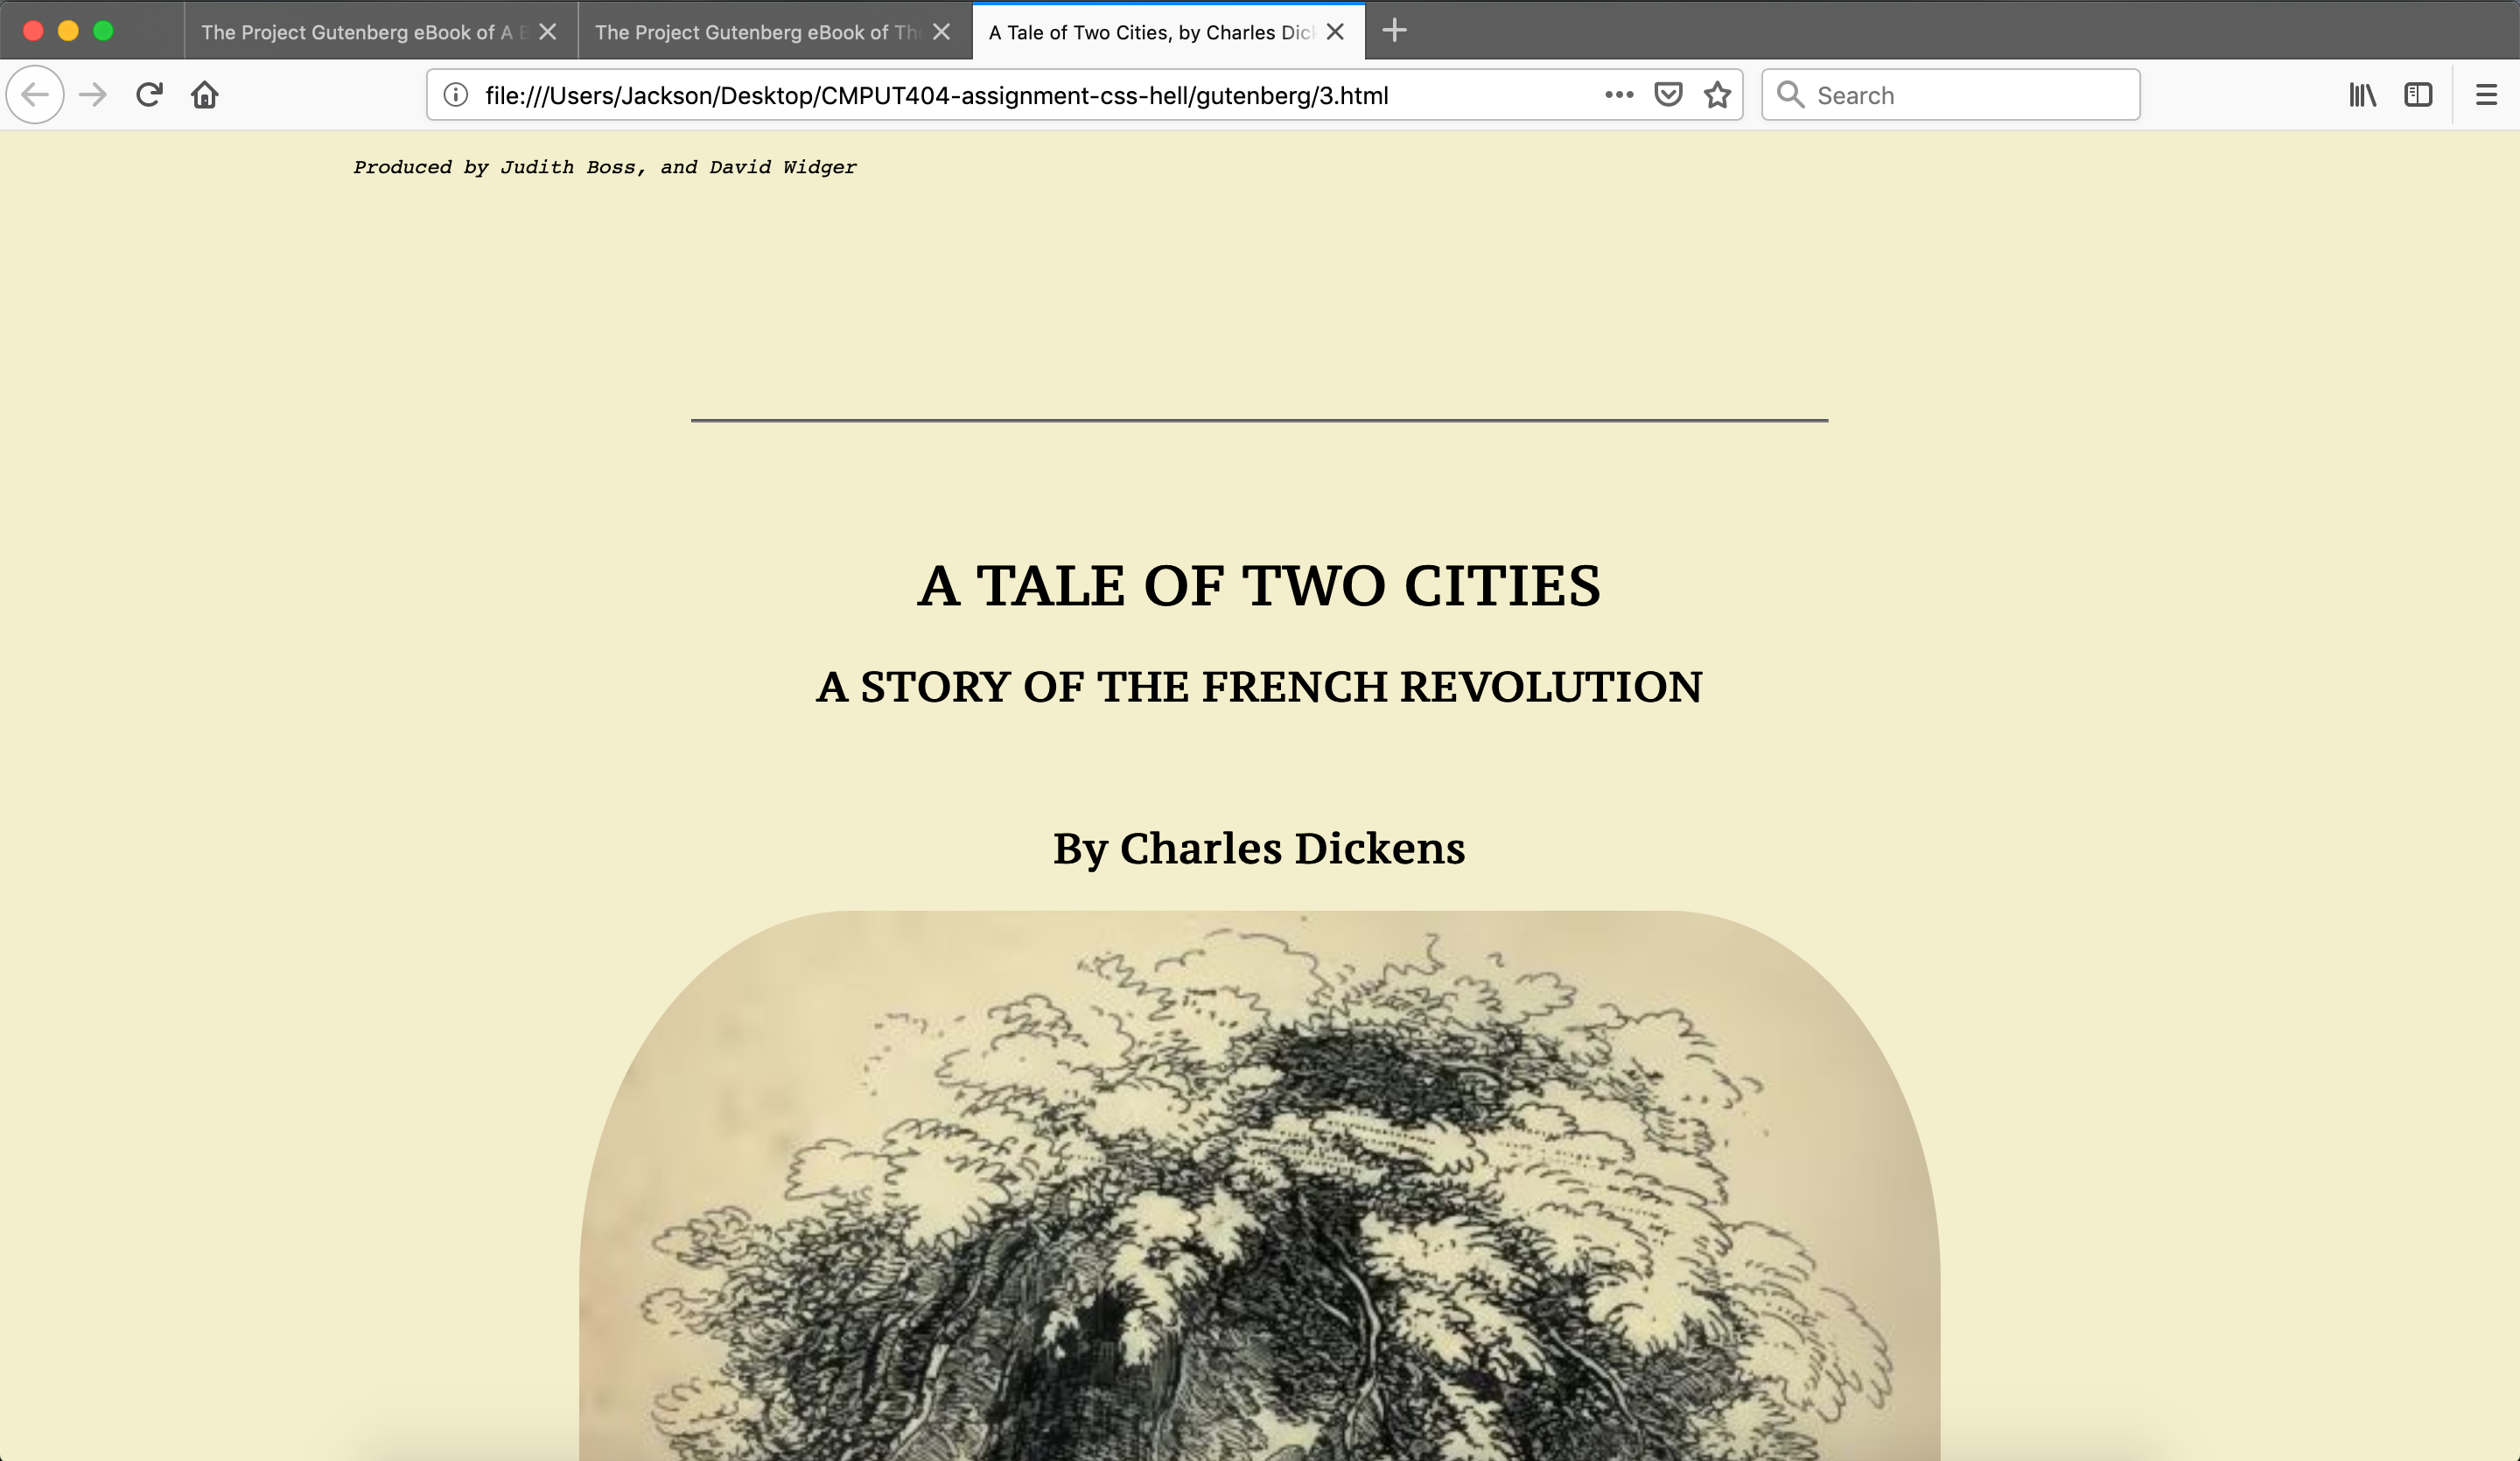 The Project Gutenberg eBook of A
The Project Gutenberg eBook of
A Tale of Two Cities, by Charles
file:///Users/Jackson/Desktop/CMPUT404-assignment-css-hell/gutenberg/3.html
Search
Produced by Judith Boss, and David Widger
A TALE OF TWO CITIES
A STORY OF THE FRENCH REVOLUTION
By Charles Dickens